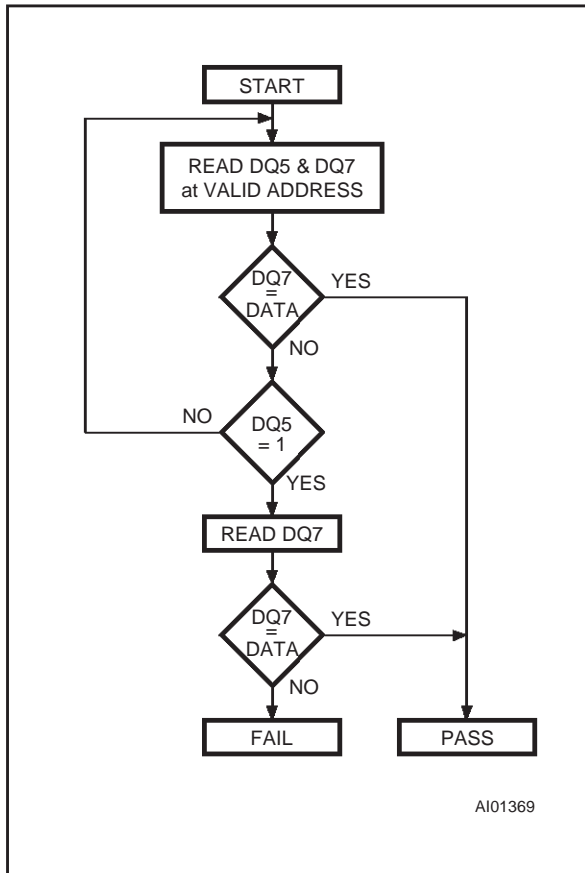 START
READ DQ5 & DQ7
at VALID ADDRESS
DQ7
=
DATA
YES
NO
DQ5
= 1
NO
YES
READ DQ7
DQ7
=
DATA
YES
NO
FAIL
PASS
AI01369